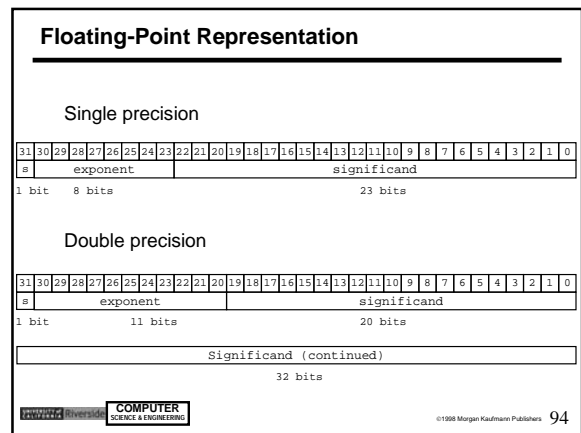 Floating-Point Representation
Single precision
31 30 29 28 27 26 25 24 23 22 21 20 19 18 17 16 15 14 13 12 11 10 9 8 7 6 5 4 3 2 1 0
s exponent significand
1 bit 8 bits 23 bits
Double precision
31 30 29 28 27 26 25 24 23 22 21 20 19 18 17 16 15 14 13 12 11 10 9 8 7 6 5 4 3 2 1 0
s exponent significand
1 bit 11 bits 20 bits
Significand (continued)
32 bits
Riverside
COMPUTER
SCIENCE & ENGINEERING
©1998 Morgan Kaufmann Publishers 94